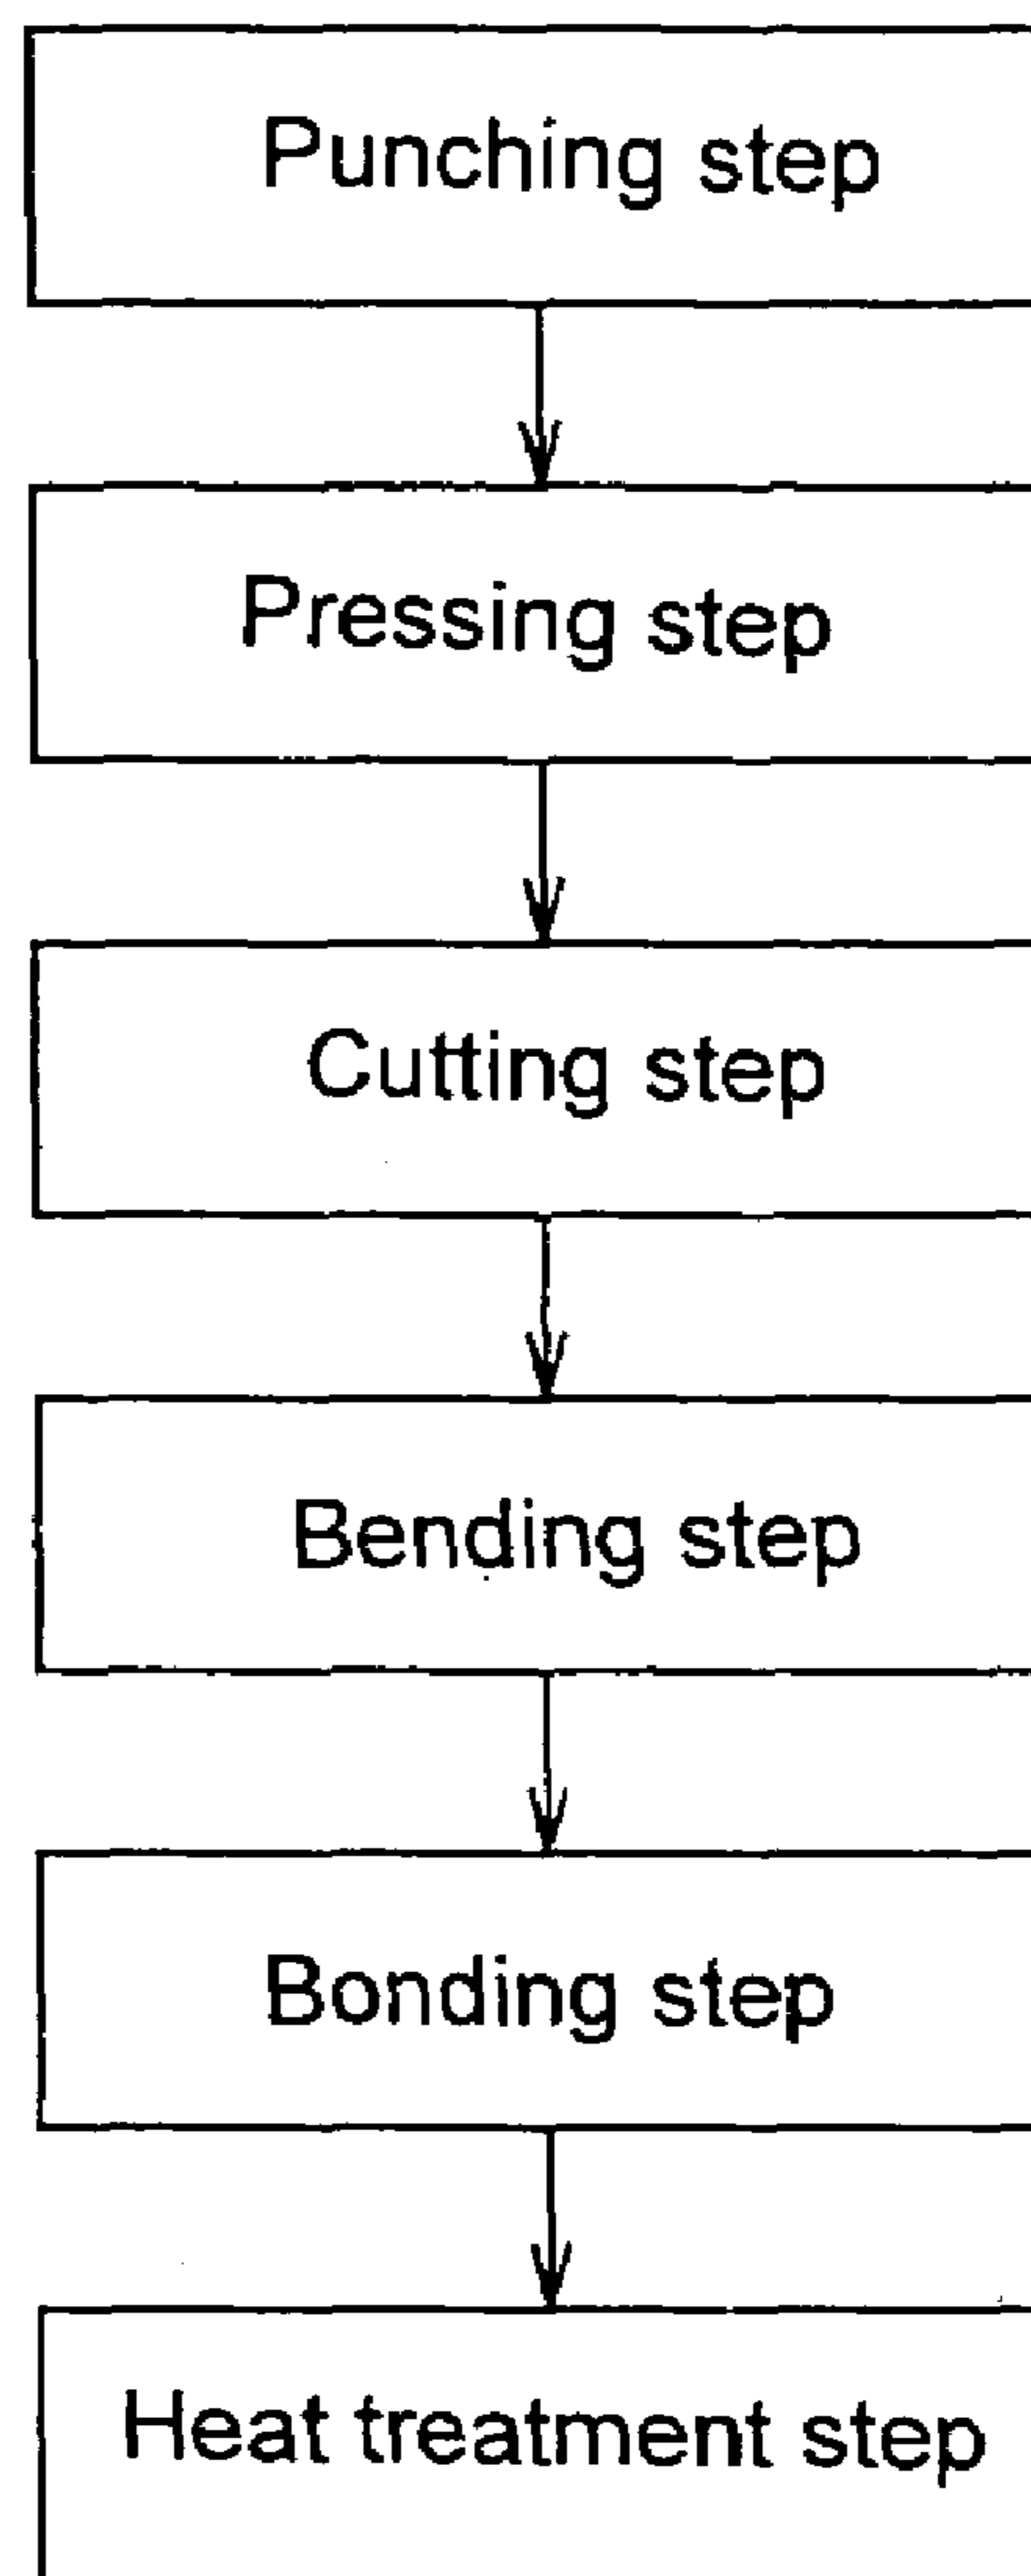 Punching step
Pressing step
Cutting step
Bending step
Bonding step
Heat treatment step